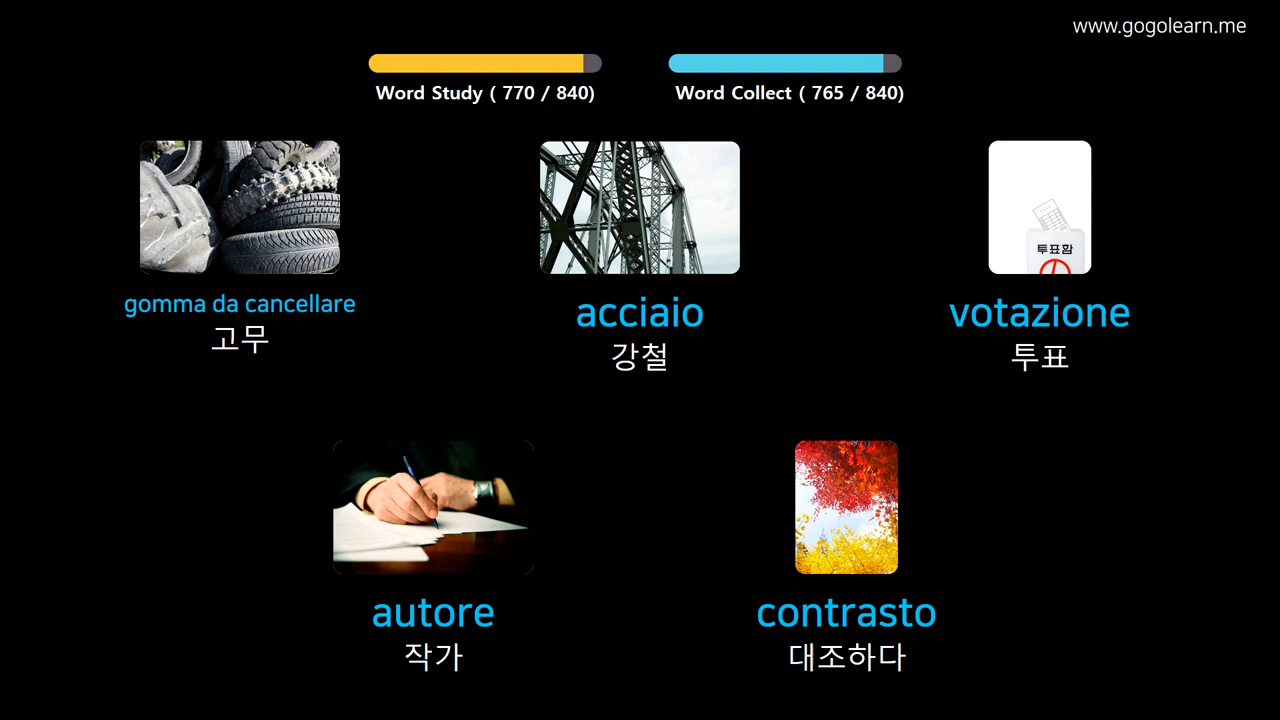 www.gogolearn.me
Word Study ( 770 / 840)
Word Collect ( 765 / 840)
투표함
gomma da cancellare
고무
acciaio
강철
votazione
투표
autore
작가
contrasto
대조하다